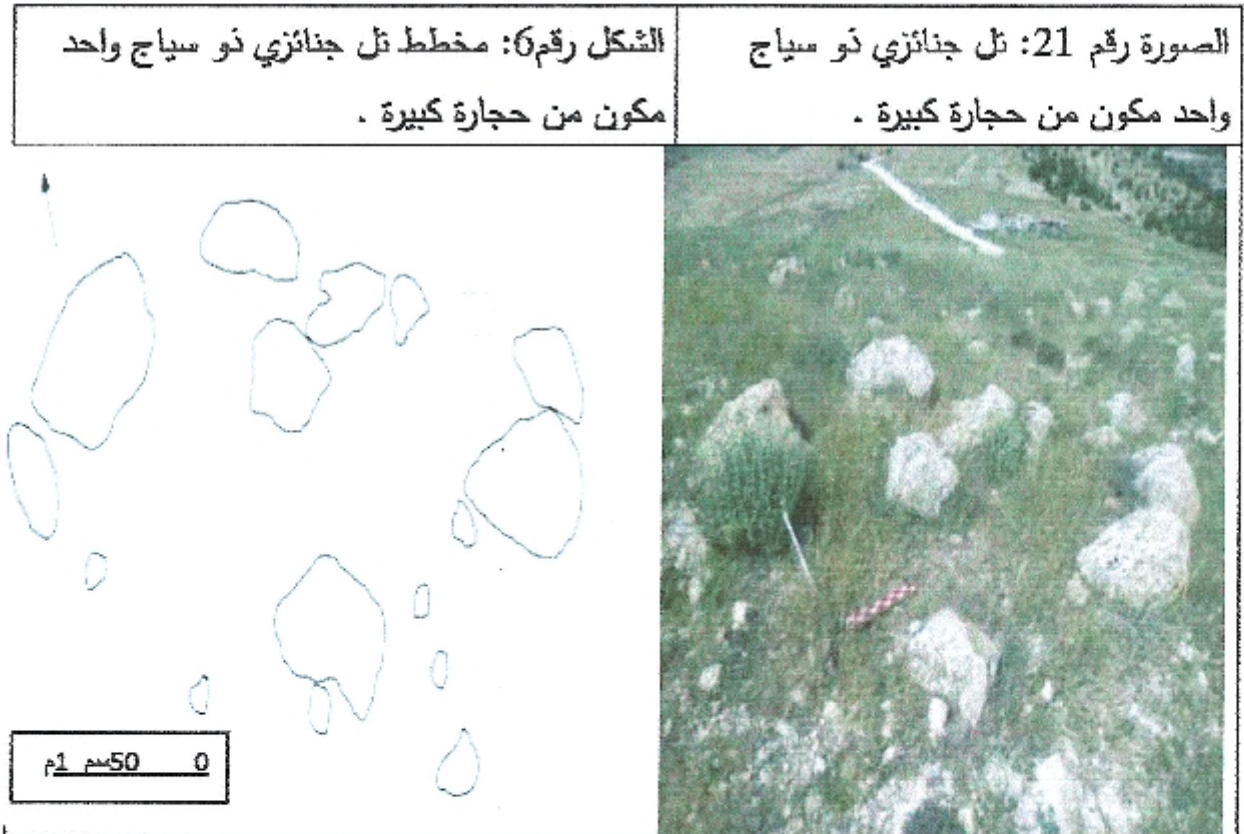 الصورة رقم 21: تل جنائزي ذو سياج
واحد مكون من حجارة كبيرة .
الشكل رقم6: مخطط تل جنائزي ذو سياج واحد
مكون من حجارة كبيرة .
0 50سم 1م